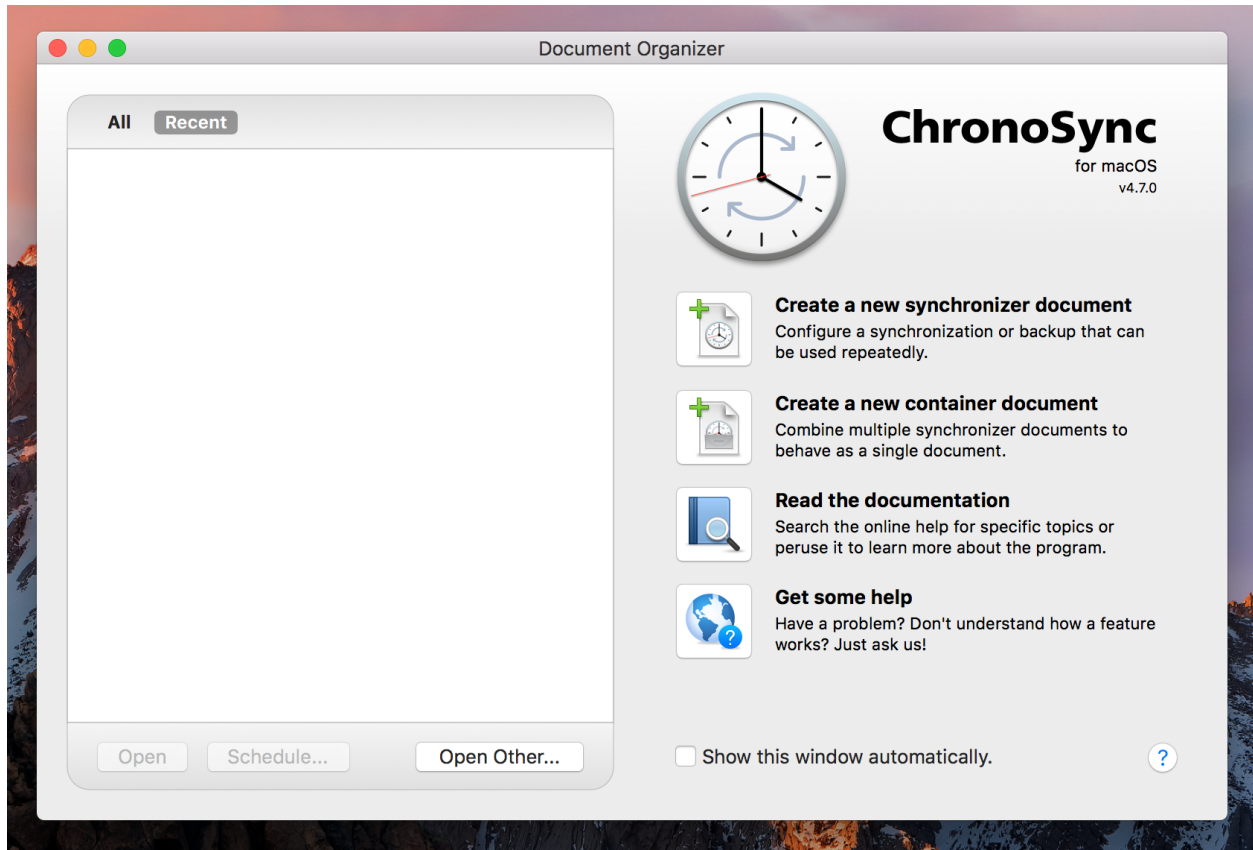 Document Organizer
All Recent
ChronoSync
for macOS
v4.7.0
Create a new synchronizer document
Configure a synchronization or backup that can
be used repeatedly.
Create a new container document
Combine multiple synchronizer documents to
behave as a single document.
Read the documentation
Search the online help for specific topics or
peruse it to learn more about the program.
Get some help
Have a problem? Don't understand how a feature
works? Just ask us!
Open Schedule... Open Other...
Show this window automatically.
?